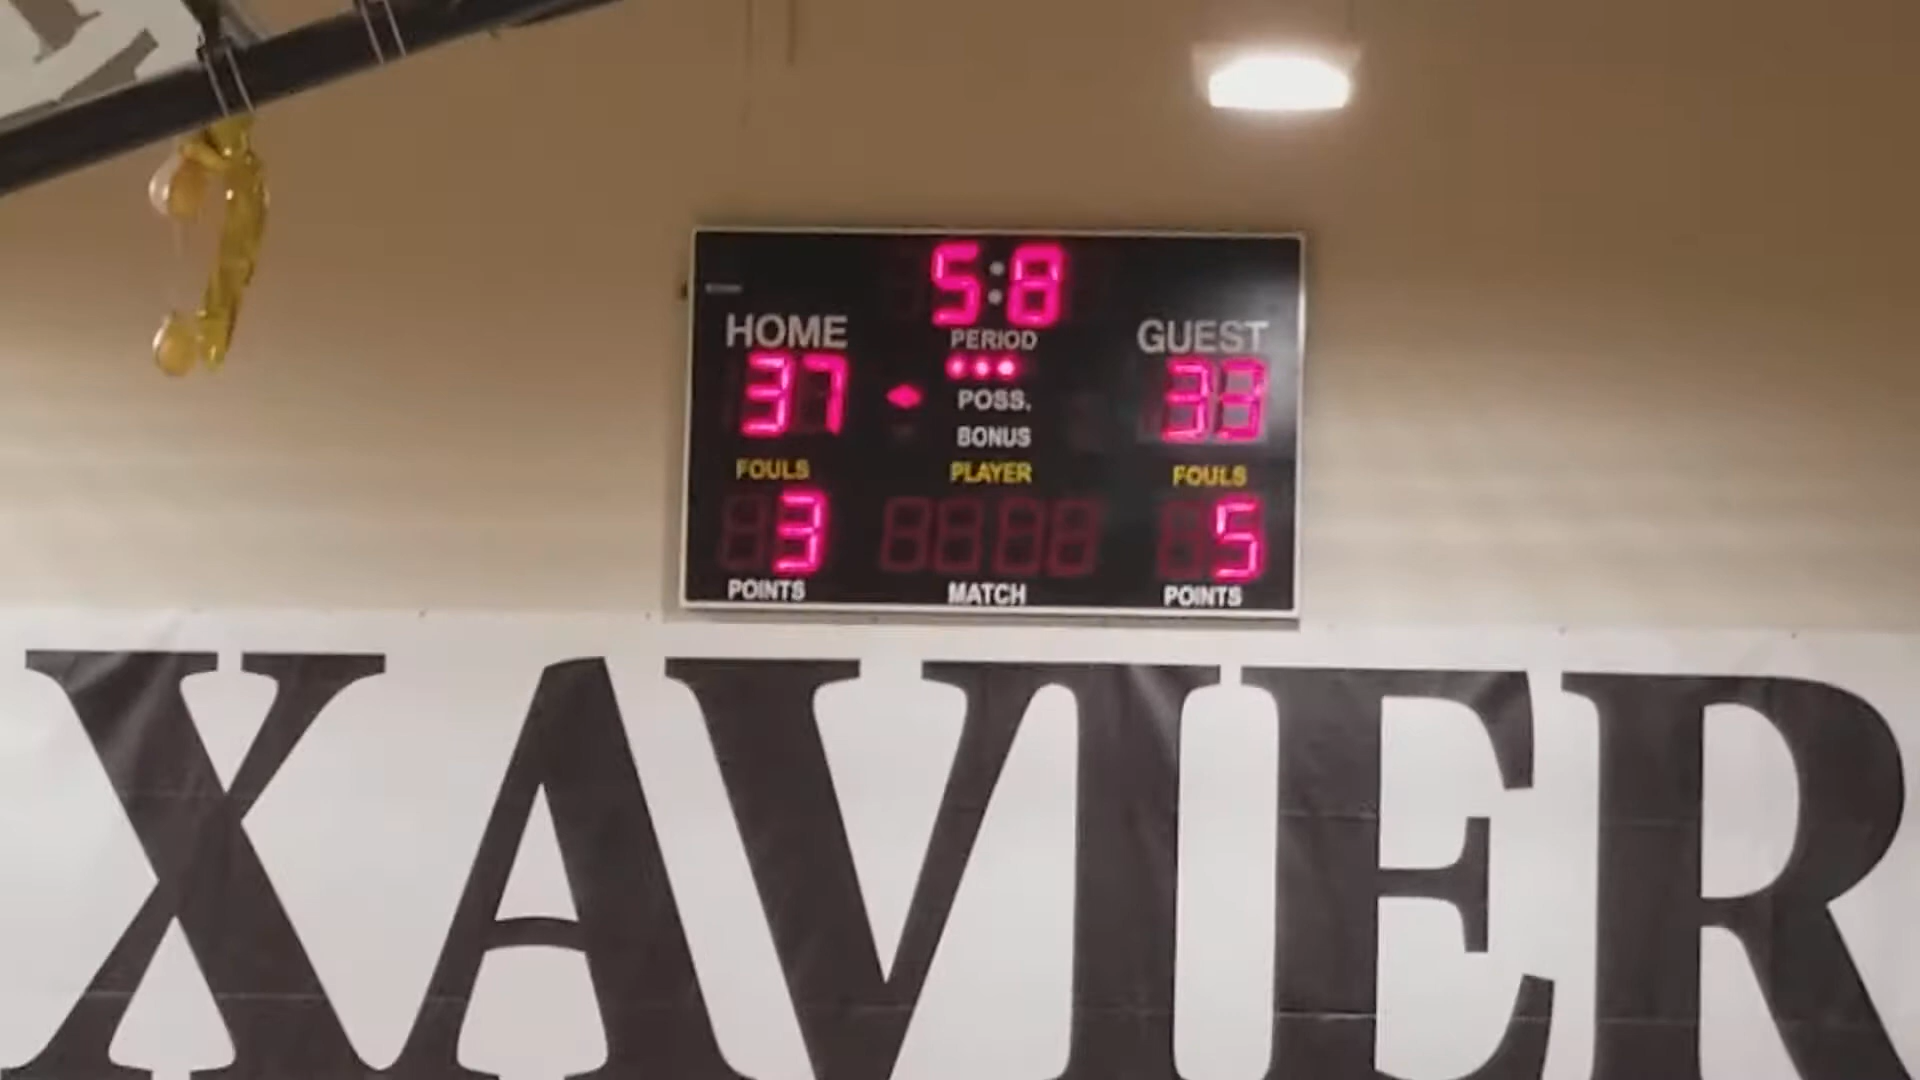 5:8
HOME PERIOD GUEST
37 POSS. 33
BONUS
FOULS PLAYER FOULS
3 5
POINTS MATCH POINTS
XAVIER